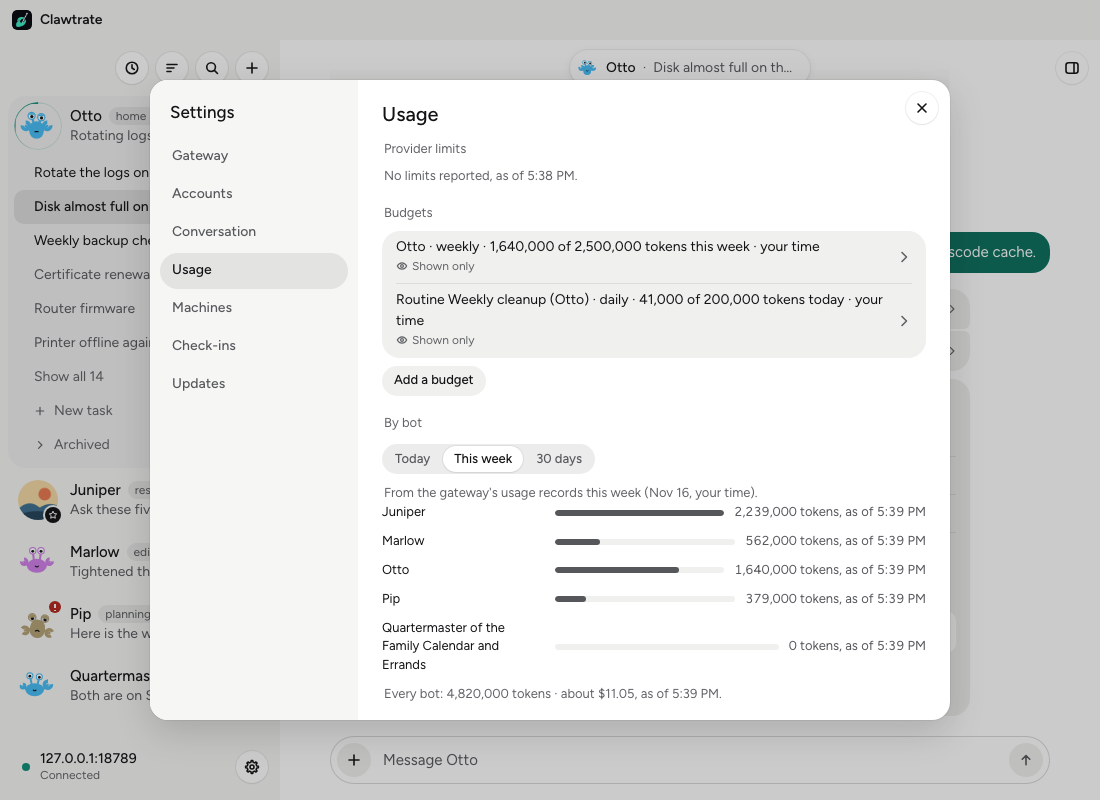 Clawtrate
Otto · Disk almost full on th...
Otto home
Rotating logs
Rotate the logs on
Disk almost full on
Weekly backup che
Certificate renewa
Router firmware
Printer offline again
Show all 14
+ New task
Archived
Juniper res
Ask these five
Marlow edi
Tightened th
Pip planning
Here is the w
Quartermas
Both are on S
127.0.0.1:18789
Connected
Settings
Gateway
Accounts
Conversation
Usage
Machines
Check-ins
Updates
Usage
Provider limits
No limits reported, as of 5:38 PM.
Budgets
Otto · weekly · 1,640,000 of 2,500,000 tokens this week · your time
Shown only
Routine Weekly cleanup (Otto) · daily · 41,000 of 200,000 tokens today · your
time
Shown only
Add a budget
By bot
Today This week 30 days
From the gateway's usage records this week (Nov 16, your time).
Juniper 2,239,000 tokens, as of 5:39 PM
Marlow 562,000 tokens, as of 5:39 PM
Otto 1,640,000 tokens, as of 5:39 PM
Pip 379,000 tokens, as of 5:39 PM
Quartermaster of the
Family Calendar and
Errands
0 tokens, as of 5:39 PM
Every bot: 4,820,000 tokens · about $11.05, as of 5:39 PM.
scode cache.
Message Otto